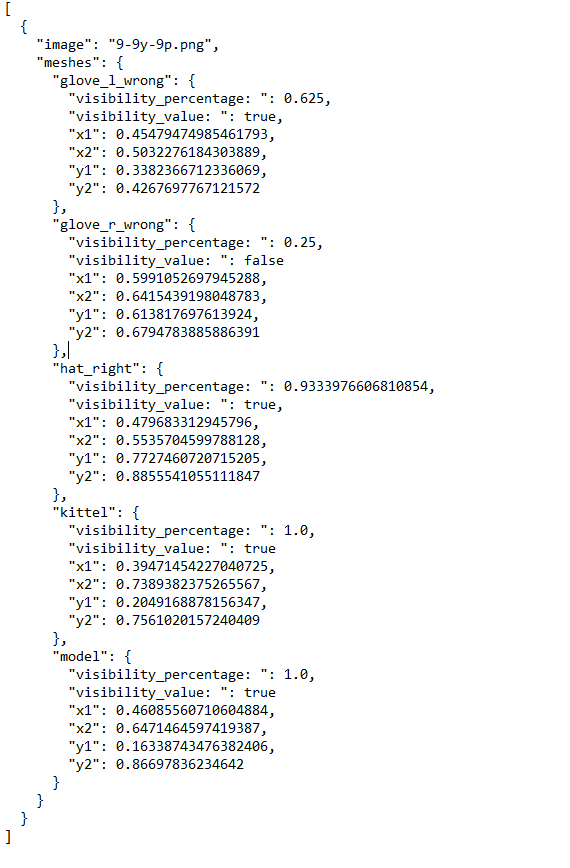 [
  {
    "image": "9-9y-9p.png",
    "meshes": {
      "glove_l_wrong": {
        "visibility_percentage: ": 0.625,
        "visibility_value: ": true,
        "x1": 0.45479474985461793,
        "x2": 0.5032276184303889,
        "y1": 0.3382366712336069,
        "y2": 0.4267697767121572
      },
      "glove_r_wrong": {
        "visibility_percentage: ": 0.25,
        "visibility_value: ": false
        "x1": 0.5991052697945288,
        "x2": 0.6415439198048783,
        "y1": 0.613817697613924,
        "y2": 0.6794783885886391
      },
      "hat_right": {
        "visibility_percentage: ": 0.9333976606810854,
        "visibility_value: ": true,
        "x1": 0.479683312945796,
        "x2": 0.5535704599788128,
        "y1": 0.7727460720715205,
        "y2": 0.8855541055111847
      },
      "kittel": {
        "visibility_percentage: ": 1.0,
        "visibility_value: ": true
        "x1": 0.39471454227040725,
        "x2": 0.7389382375265567,
        "y1": 0.2049168878156347,
        "y2": 0.7561020157240409
      },
      "model": {
        "visibility_percentage: ": 1.0,
        "visibility_value: ": true
        "x1": 0.46085560710604884,
        "x2": 0.6471464597419387,
        "y1": 0.16338743476382406,
        "y2": 0.86697836234642
      }
    }
  }
]